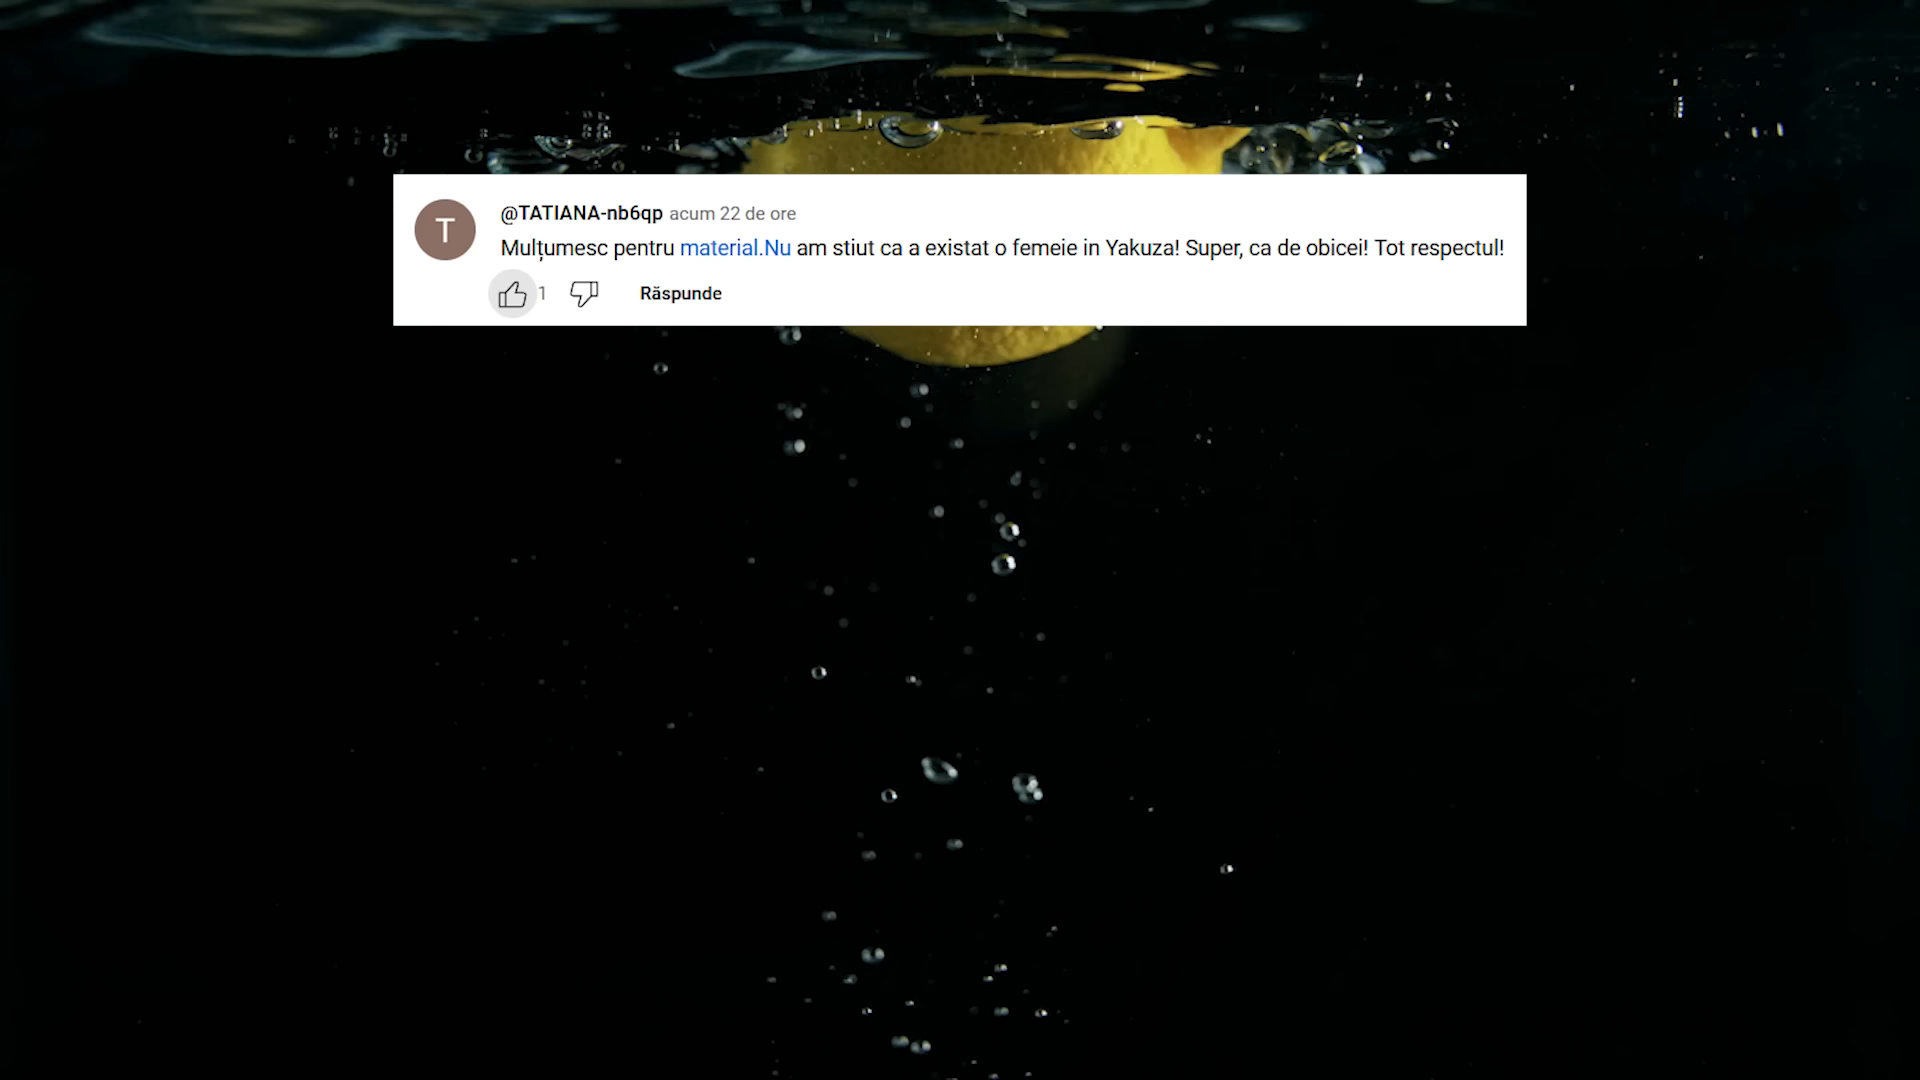 T
@TATIANA-nb6qp acum 22 de ore
Mulțumesc pentru material.Nu am stiut ca a existat o femeie in Yakuza! Super, ca de obicei! Tot respectul!
1 Răspunde